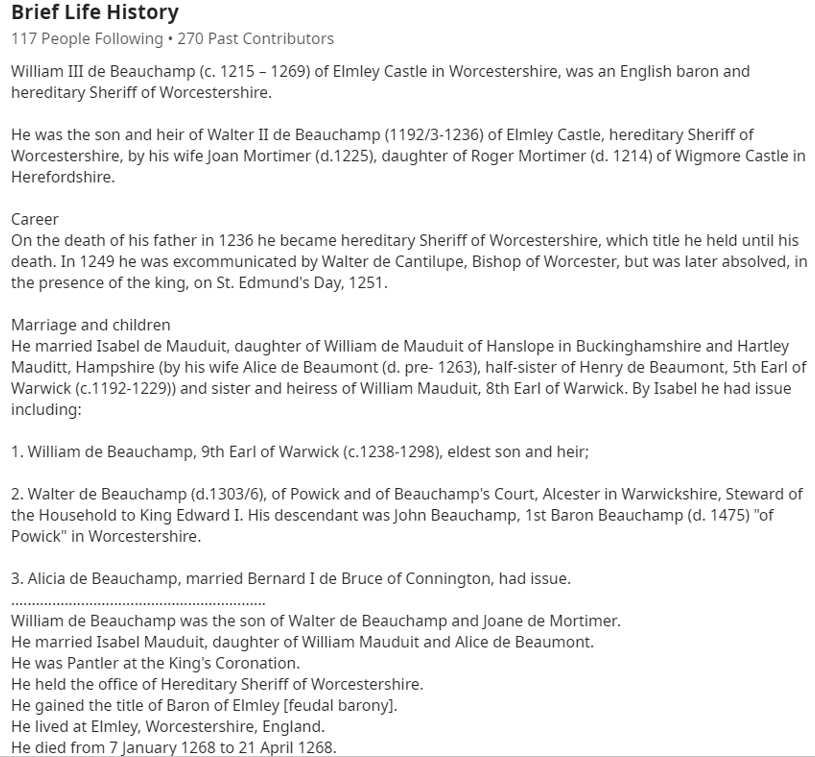 Brief Life History
117 People Following • 270 Past Contributors
William III de Beauchamp (c. 1215 – 1269) of Elmley Castle in Worcestershire, was an English baron and
hereditary Sheriff of Worcestershire.
He was the son and heir of Walter II de Beauchamp (1192/3-1236) of Elmley Castle, hereditary Sheriff of
Worcestershire, by his wife Joan Mortimer (d.1225), daughter of Roger Mortimer (d. 1214) of Wigmore Castle in
Herefordshire.
Career
On the death of his father in 1236 he became hereditary Sheriff of Worcestershire, which title he held until his
death. In 1249 he was excommunicated by Walter de Cantilupe, Bishop of Worcester, but was later absolved, in
the presence of the king, on St. Edmund's Day, 1251.
Marriage and children
He married Isabel de Mauduit, daughter of William de Mauduit of Hanslope in Buckinghamshire and Hartley
Mauditt, Hampshire (by his wife Alice de Beaumont (d. pre- 1263), half-sister of Henry de Beaumont, 5th Earl of
Warwick (c.1192-1229)) and sister and heiress of William Mauduit, 8th Earl of Warwick. By Isabel he had issue
including:
1. William de Beauchamp, 9th Earl of Warwick (c.1238-1298), eldest son and heir;
2. Walter de Beauchamp (d.1303/6), of Powick and of Beauchamp's Court, Alcester in Warwickshire, Steward of
the Household to King Edward I. His descendant was John Beauchamp, 1st Baron Beauchamp (d. 1475) "of
Powick" in Worcestershire.
3. Alicia de Beauchamp, married Bernard I de Bruce of Connington, had issue.
..............................................................
William de Beauchamp was the son of Walter de Beauchamp and Joane de Mortimer.
He married Isabel Mauduit, daughter of William Mauduit and Alice de Beaumont.
He was Pantler at the King's Coronation.
He held the office of Hereditary Sheriff of Worcestershire.
He gained the title of Baron of Elmley [feudal barony].
He lived at Elmley, Worcestershire, England.
He died from 7 January 1268 to 21 April 1268.